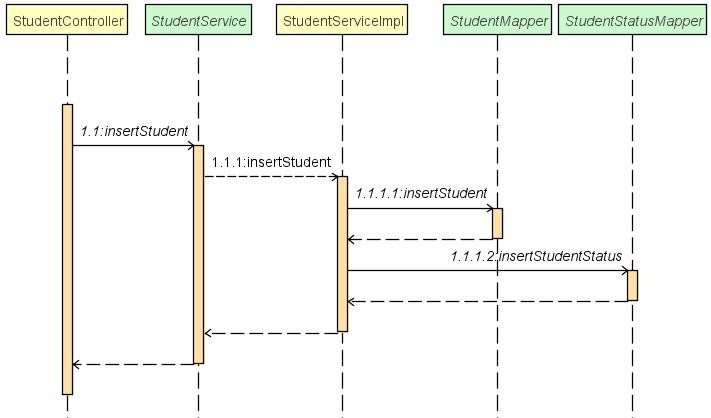 StudentController
StudentService
StudentServiceImpl
StudentMapper
StudentStatusMapper
1.1:insertStudent
1.1.1:insertStudent
1.1.1.1:insertStudent
1.1.1.2:insertStudentStatus